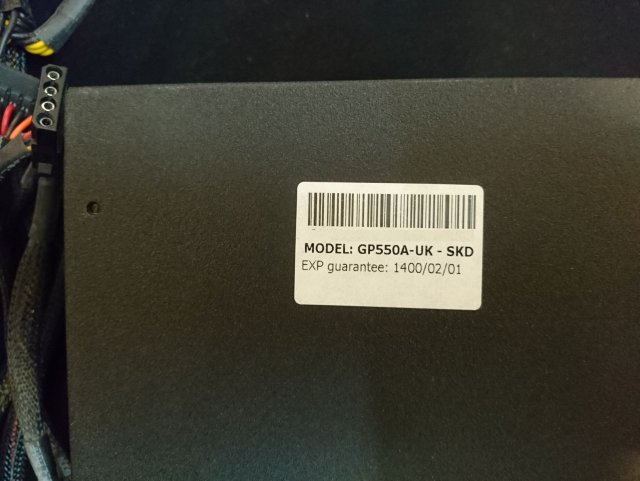 MODEL: GP550A-UK - SKD
EXP guarantee: 1400/02/01